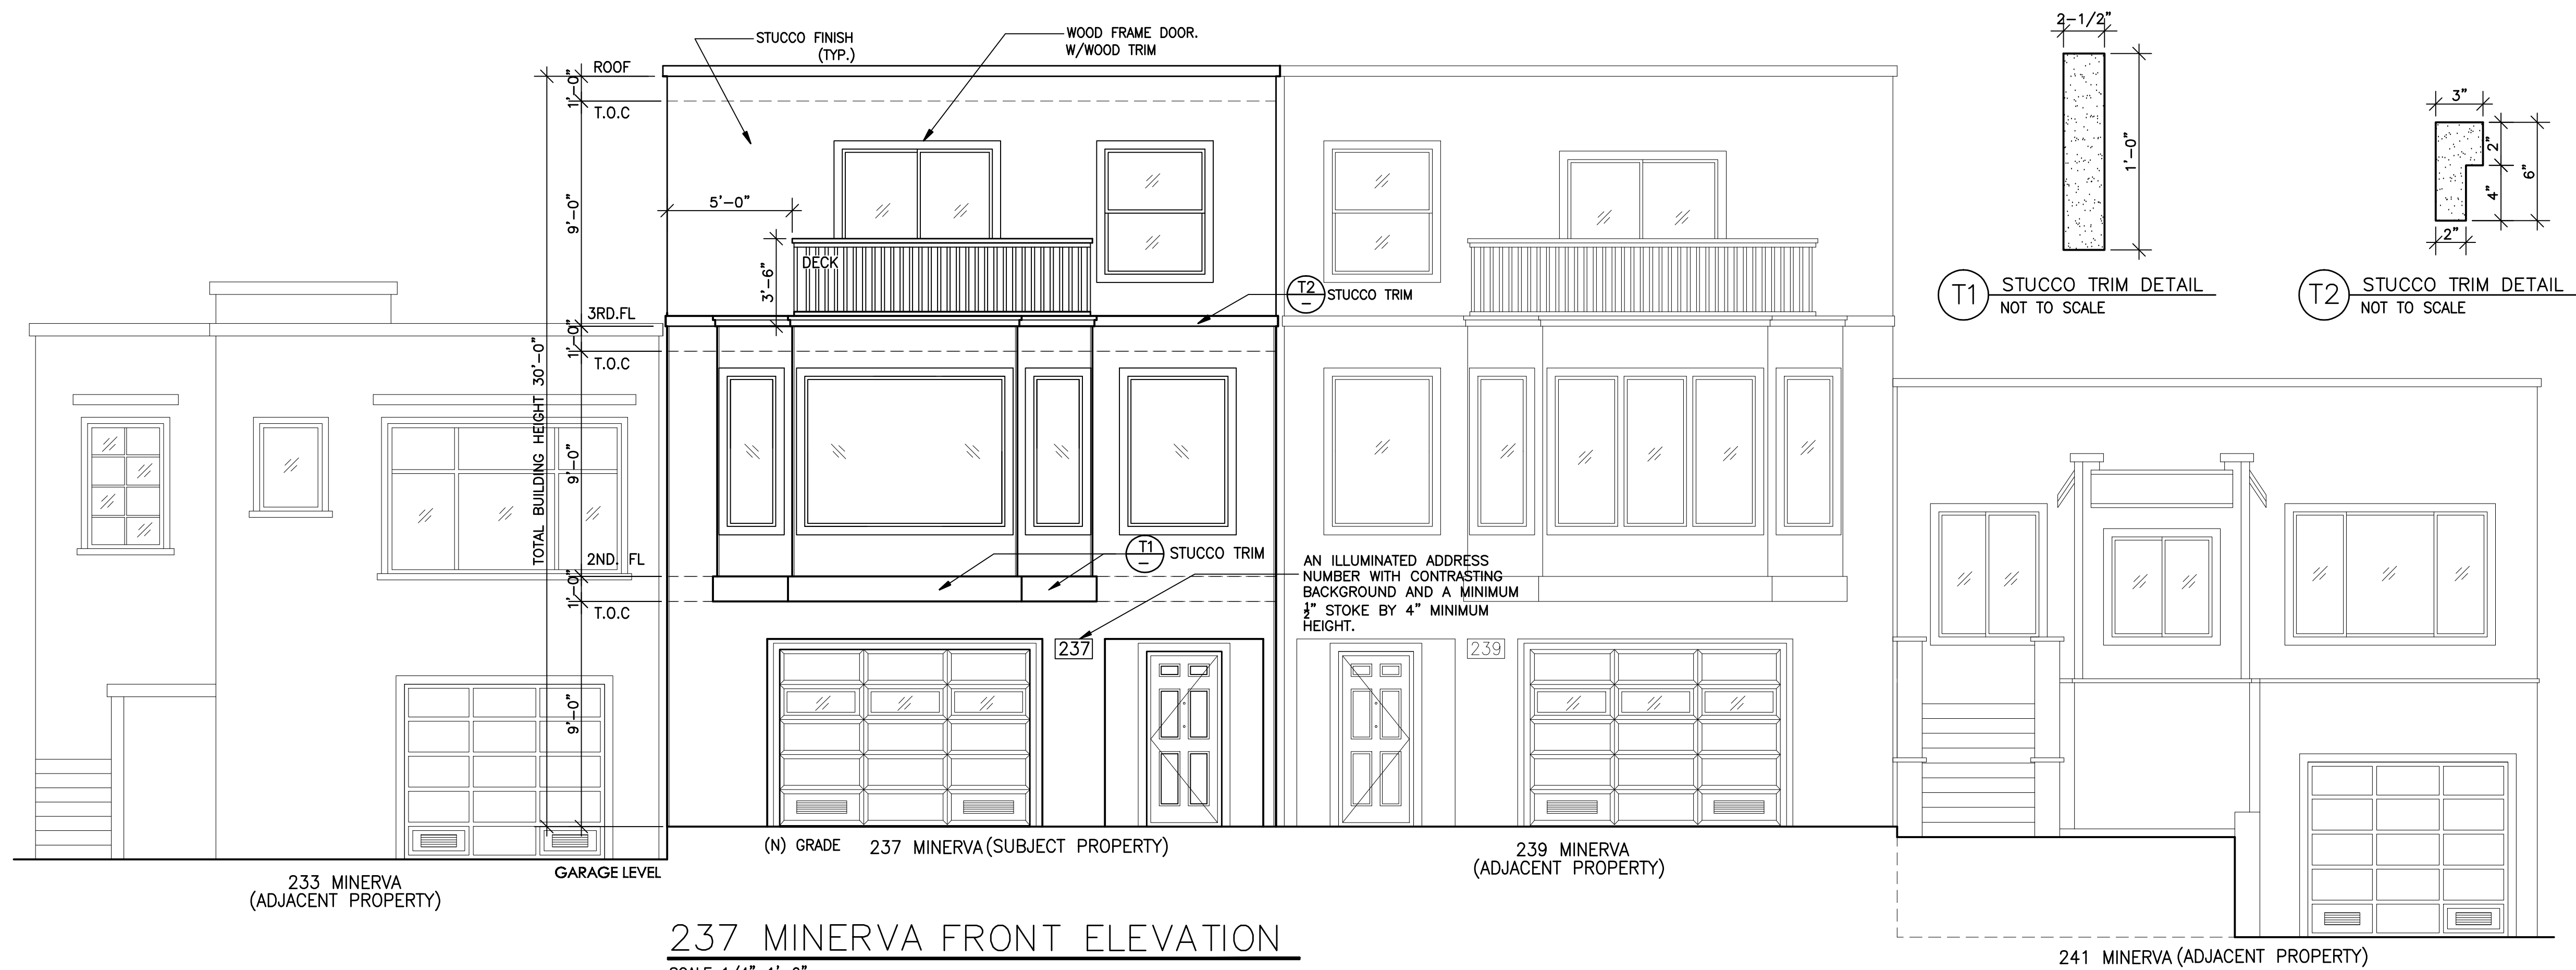 2-1/2"
STUCCO FINISH
(TYP.)
WOOD FRAME DOOR.
W/WOOD TRIM
ROOF
1'-0"
T.O.C
3"
2"
6"
4"
2"
1'-0"
9'-0"
5'-0"
DECK
3'-6"
T1
STUCCO TRIM DETAIL
NOT TO SCALE
T2
STUCCO TRIM DETAIL
NOT TO SCALE
T2
STUCCO TRIM
3RD.FL
1'-0"
T.O.C
TOTAL BUILDING HEIGHT 30'-0"
9'-0"
2ND. FL
1'-0"
T.O.C
T1
STUCCO TRIM
AN ILLUMINATED ADDRESS
NUMBER WITH CONTRASTING
BACKGROUND AND A MINIMUM
½" STOKE BY 4" MINIMUM
HEIGHT.
237
239
9'-0"
(N) GRADE
237 MINERVA (SUBJECT PROPERTY)
239 MINERVA
(ADJACENT PROPERTY)
GARAGE LEVEL
233 MINERVA
(ADJACENT PROPERTY)
237 MINERVA FRONT ELEVATION
241 MINERVA (ADJACENT PROPERTY)